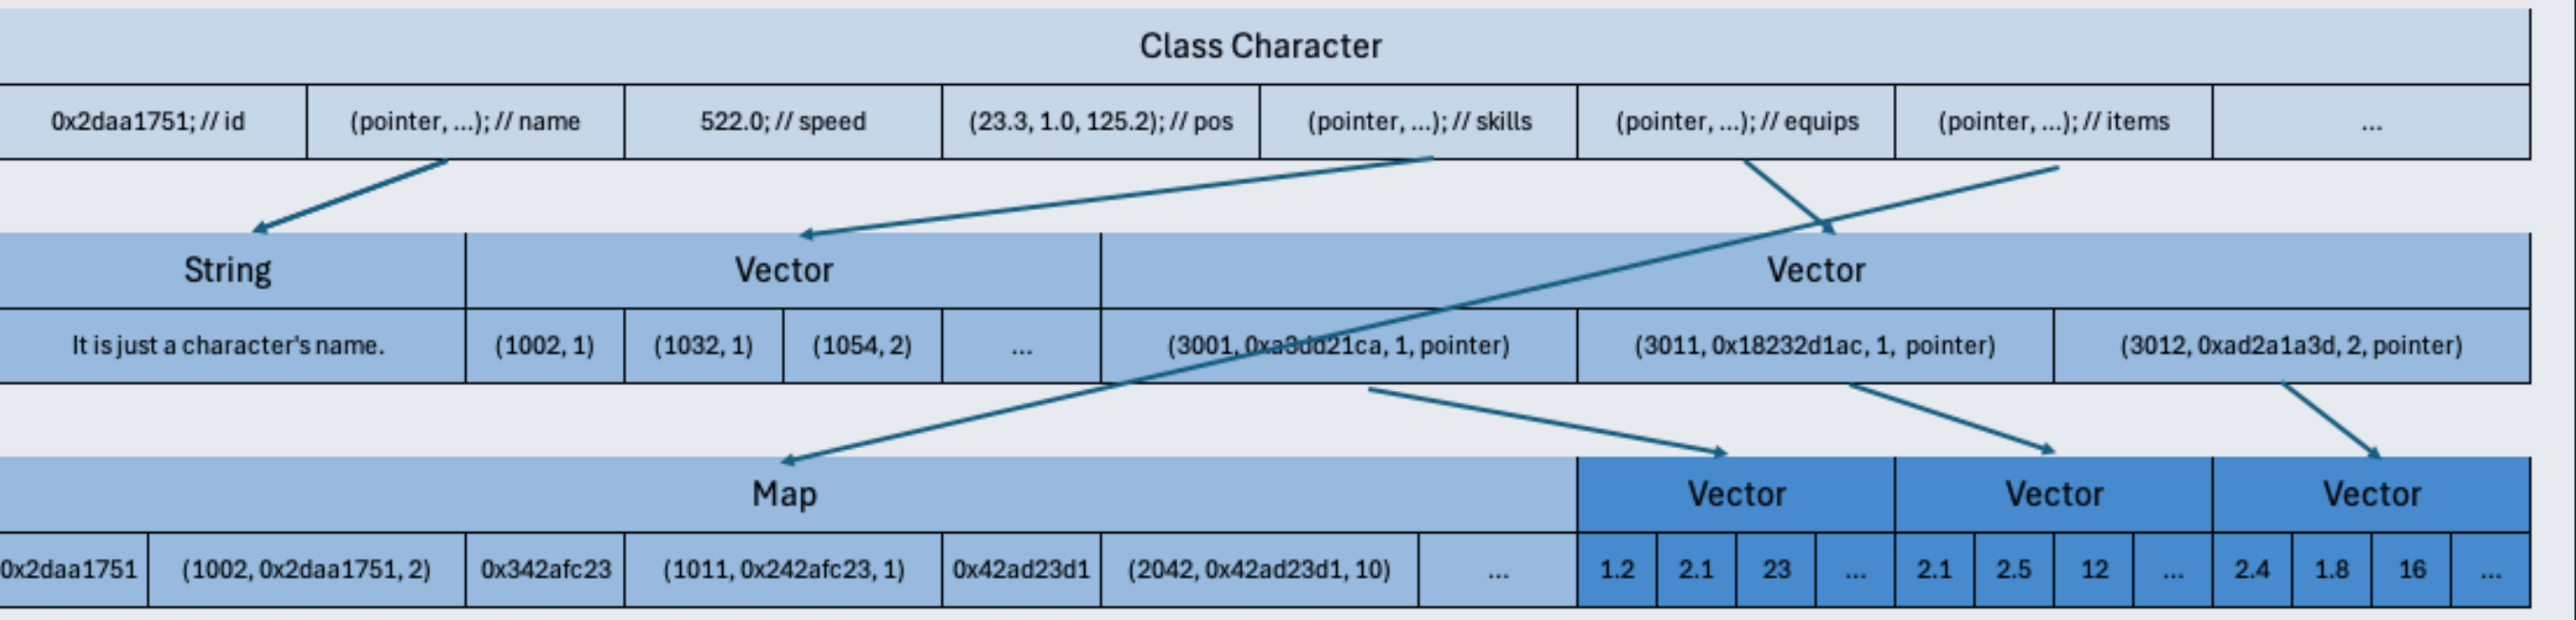 Class Character
0x2daa1751; // id
(pointer, ...); // name
522.0; // speed
(23.3, 1.0, 125.2); // pos
(pointer, ...); // skills
(pointer, ...); // equips
(pointer, ...); // items
...
String
Vector
Vector
It is just a character's name.
(1002, 1)
(1032, 1)
(1054, 2)
...
(3001, 0xa3dd21ca, 1, pointer)
(3011, 0x18232d1ac, 1, pointer)
(3012, 0xad2a1a3d, 2, pointer)
Map
Vector
Vector
Vector
0x2daa1751
(1002, 0x2daa1751, 2)
0x342afc23
(1011, 0x242afc23, 1)
0x42ad23d1
(2042, 0x42ad23d1, 10)
...
1.2
2.1
23
...
2.1
2.5
12
...
2.4
1.8
16
...